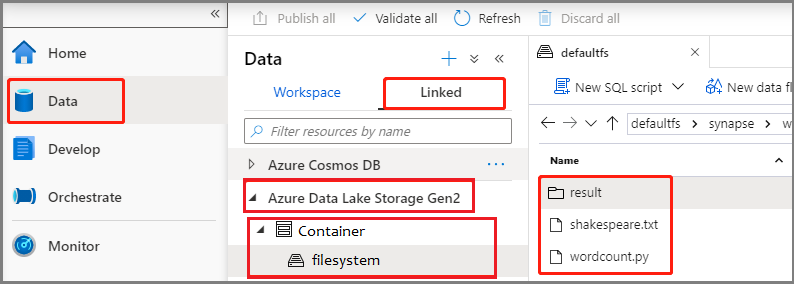 Publish all
Validate all
Refresh
Discard all
Home
Data
Develop
Orchestrate
Monitor
Data
Workspace
Linked
Filter resources by name
Azure Cosmos DB
Azure Data Lake Storage Gen2
Container
filesystem
defaultfs
New SQL script
New data fl
defaultfs > synapse > w
Name
result
shakespeare.txt
wordcount.py